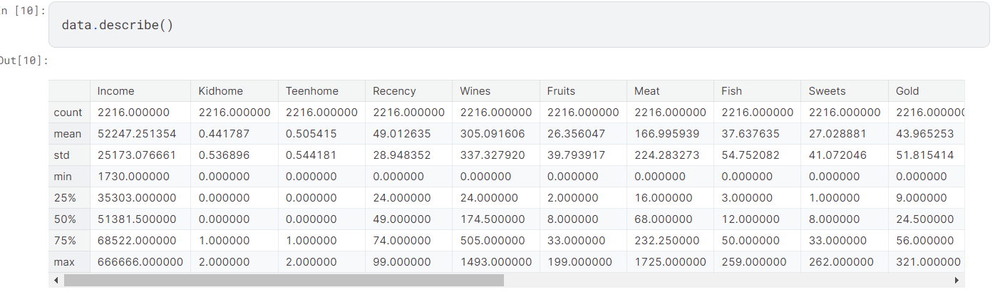 n [10]:
data.describe()
Out[10]:
Income Kidhome Teenhome Recency Wines Fruits Meat Fish Sweets Gold
count 2216.000000 2216.000000 2216.000000 2216.000000 2216.000000 2216.000000 2216.000000 2216.000000 2216.000000 2216.000000
mean 52247.251354 0.441787 0.505415 49.012635 305.091606 26.356047 166.995939 37.637635 27.028881 43.965253
std 25173.076661 0.536896 0.544181 28.948352 337.327920 39.793917 224.283273 54.752082 41.072046 51.815414
min 1730.000000 0.000000 0.000000 0.000000 0.000000 0.000000 0.000000 0.000000 0.000000 0.000000
25% 35303.000000 0.000000 0.000000 24.000000 24.000000 2.000000 16.000000 3.000000 1.000000 9.000000
50% 51381.500000 0.000000 0.000000 49.000000 174.500000 8.000000 68.000000 12.000000 8.000000 24.500000
75% 68522.000000 1.000000 1.000000 74.000000 505.000000 33.000000 232.250000 50.000000 33.000000 56.000000
max 666666.000000 2.000000 2.000000 99.000000 1493.000000 199.000000 1725.000000 259.000000 262.000000 321.000000